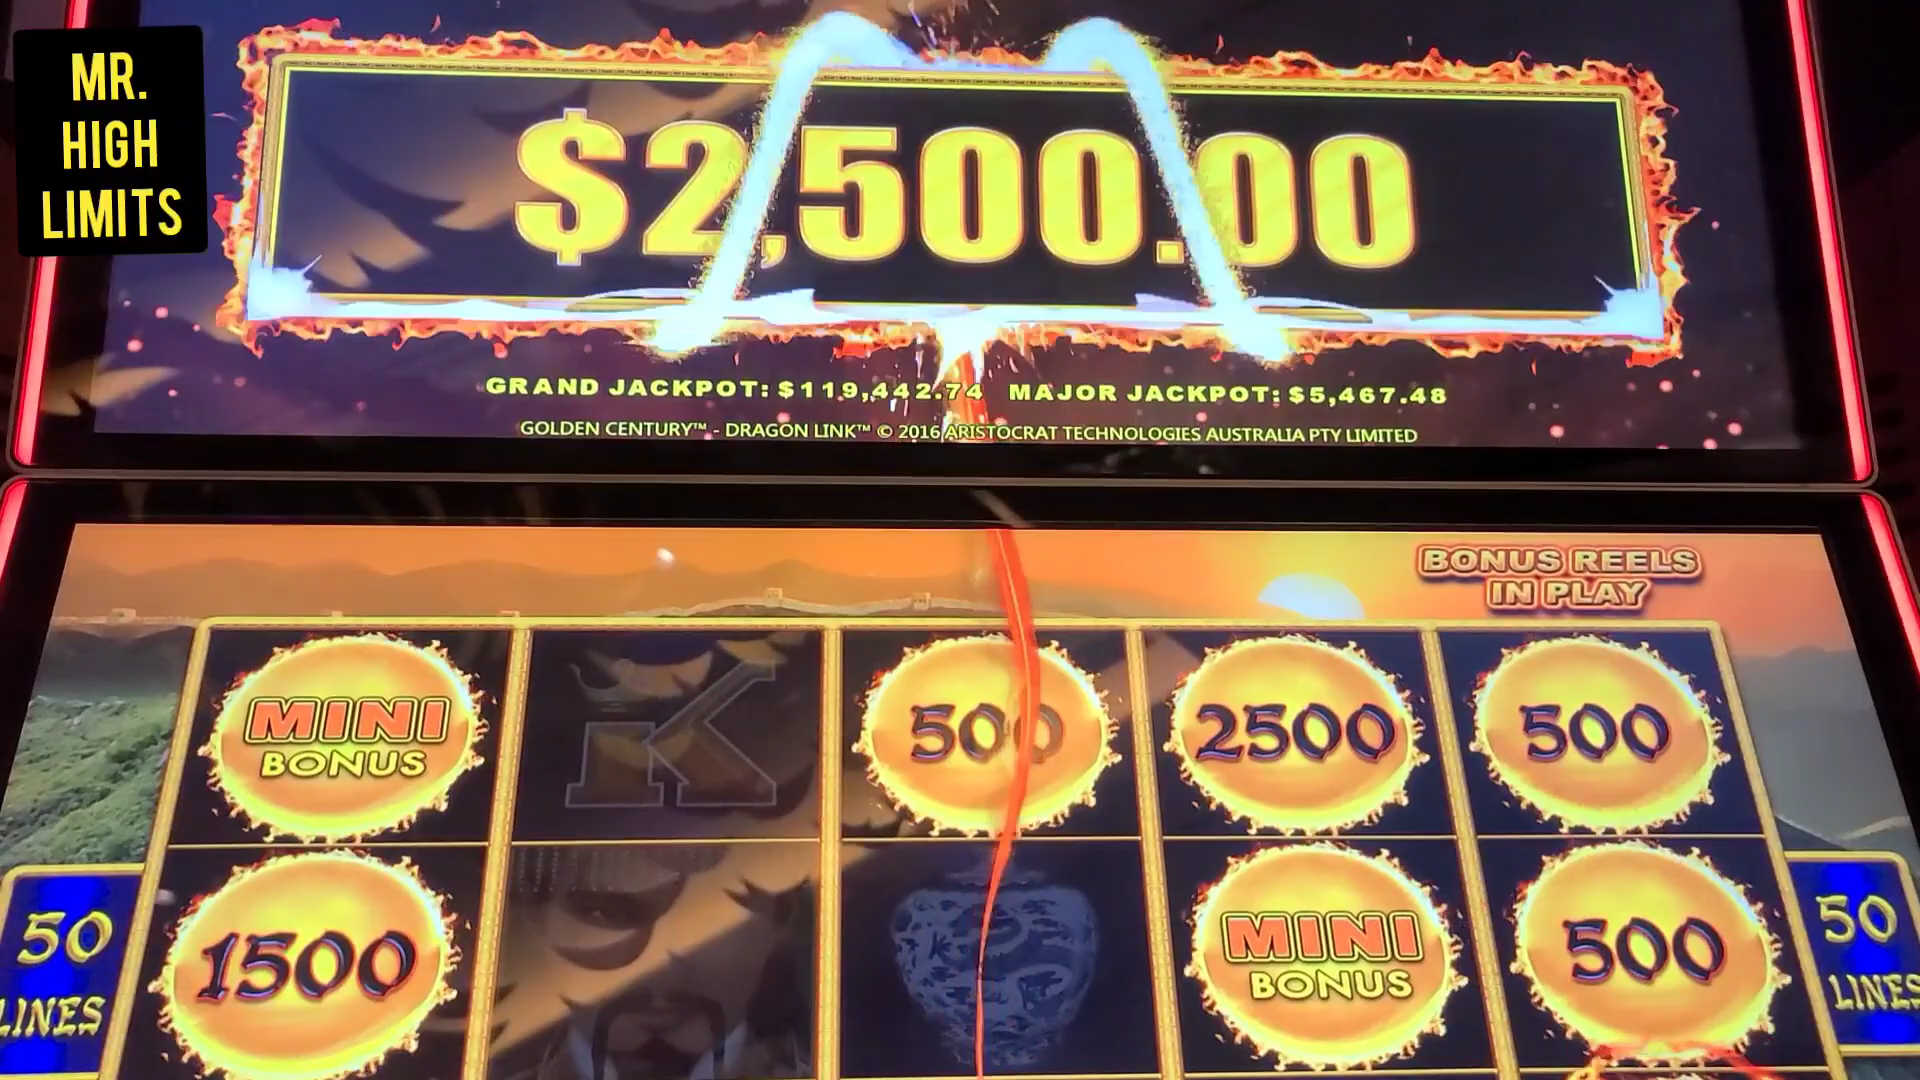 MR.
HIGH
LIMITS
$2,500.00
GRAND JACKPOT: $119,442.74 MAJOR JACKPOT: $5,467.48
GOLDEN CENTURY™ - DRAGON LINK™ © 2016 ARISTOCRAT TECHNOLOGIES AUSTRALIA PTY LIMITED
BONUS REELS
IN PLAY
MINI
BONUS
K
500
2500
500
50
LINES
1500
MINI
BONUS
500
50
LINES